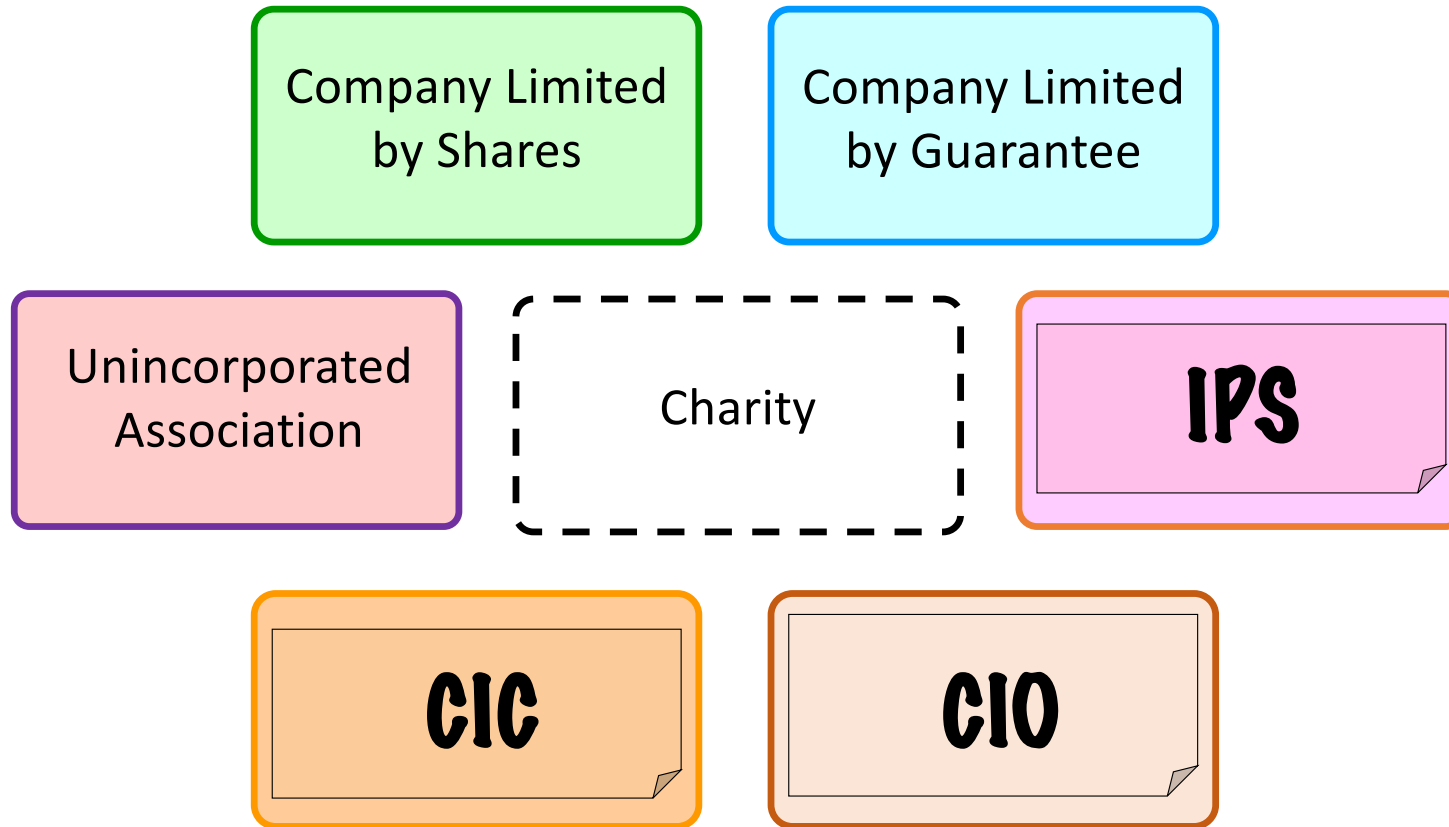 Company Limited
by Shares
Company Limited
by Guarantee
Unincorporated
Association
Charity
IPS
CIC
CIO